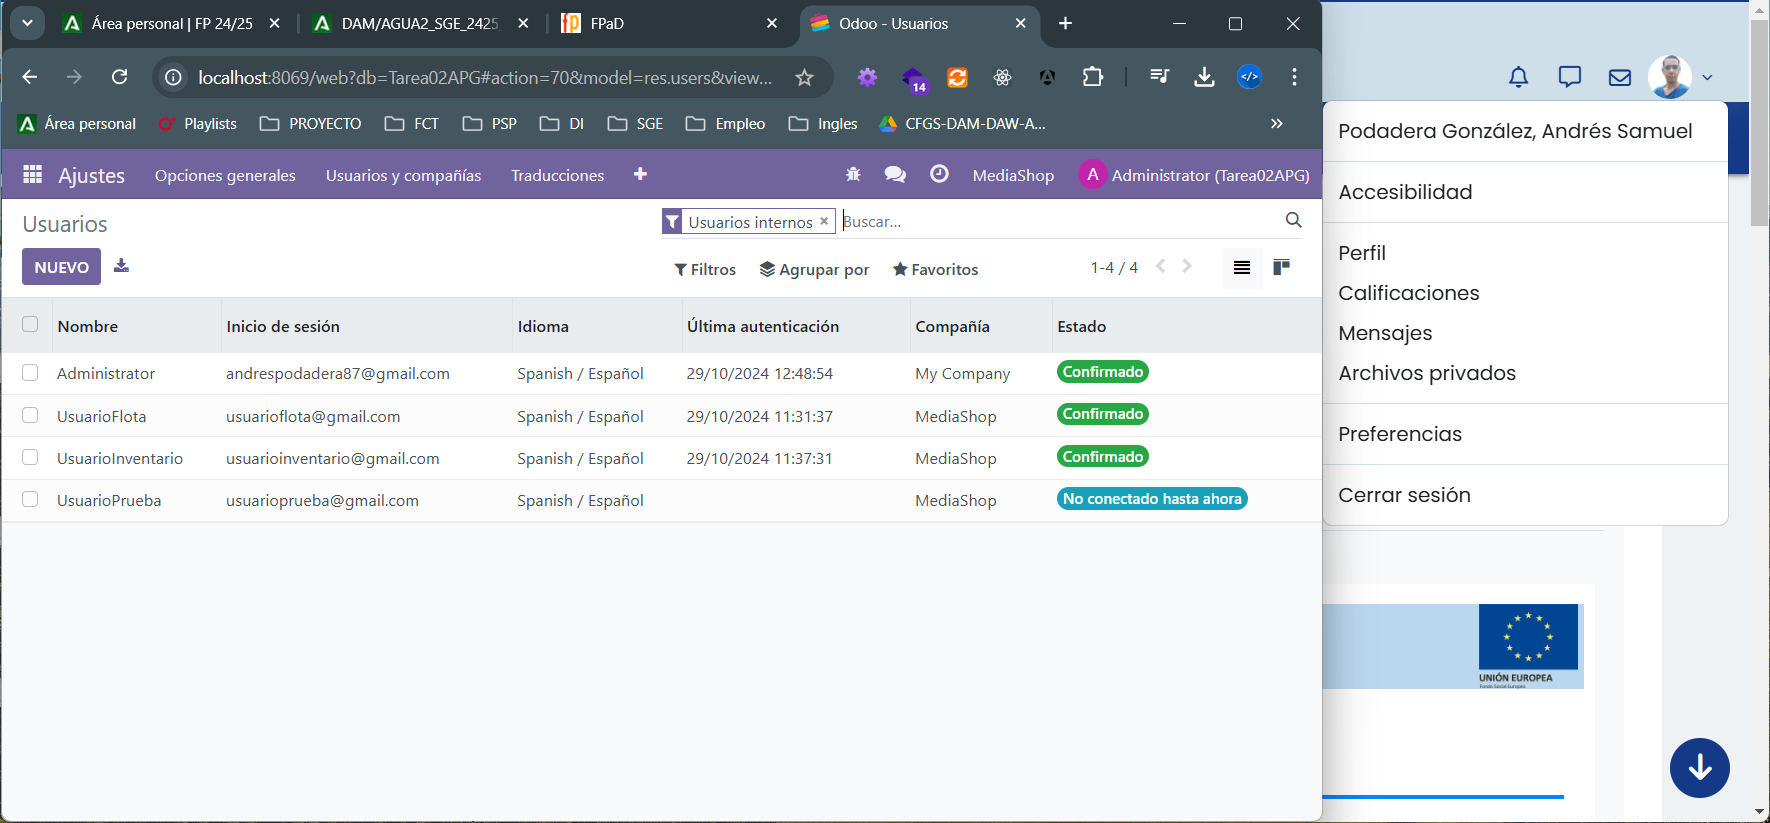 Área personal | FP 24/25
DAM/AGUA2_SGE_2425
FPaD
Odoo - Usuarios
localhost:8069/web?db=Tarea02APG#action=70&model=res.users&view...
14
Área personal
Playlists
PROYECTO
FCT
PSP
DI
SGE
Empleo
Ingles
CFGS-DAM-DAW-A...
Ajustes
Opciones generales
Usuarios y compañías
Traducciones
MediaShop
A
Administrator (Tarea02APG)
Usuarios
Usuarios internos
Buscar...
NUEVO
Filtros
Agrupar por
Favoritos
1-4 / 4
Nombre Inicio de sesión Idioma Última autenticación Compañía Estado
Administrator andrespodadera87@gmail.com Spanish / Español 29/10/2024 12:48:54 My Company Confirmado
UsuarioFlota usuarioflota@gmail.com Spanish / Español 29/10/2024 11:31:37 MediaShop Confirmado
UsuarioInventario usuarioinventario@gmail.com Spanish / Español 29/10/2024 11:37:31 MediaShop Confirmado
UsuarioPrueba usuarioprueba@gmail.com Spanish / Español MediaShop No conectado hasta ahora
Podadera González, Andrés Samuel
Accesibilidad
Perfil
Calificaciones
Mensajes
Archivos privados
Preferencias
Cerrar sesión
UNIÓN EUROPEA
Fondo Social Europeo